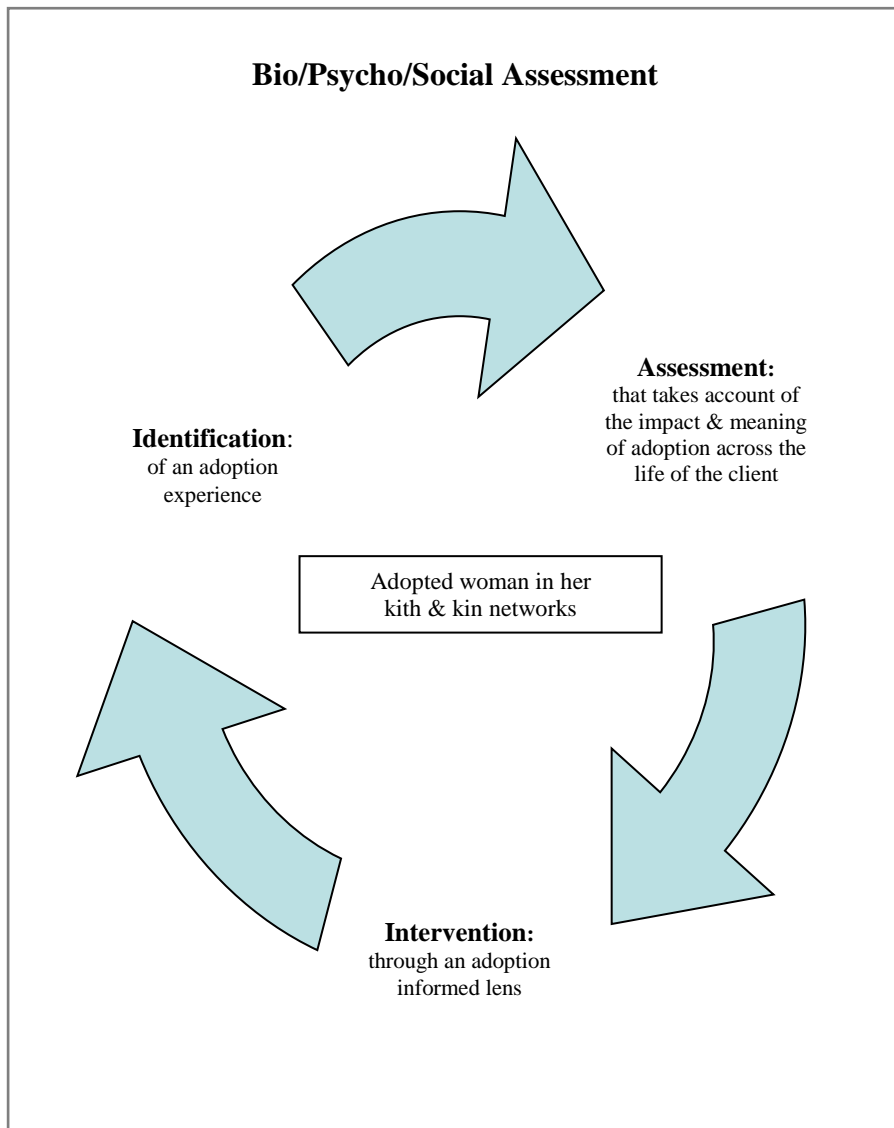 Bio/Psycho/Social Assessment
Assessment:
that takes account of
the impact & meaning
of adoption across the
life of the client
Identification:
of an adoption
experience
Adopted woman in her
kith & kin networks
Intervention:
through an adoption
informed lens